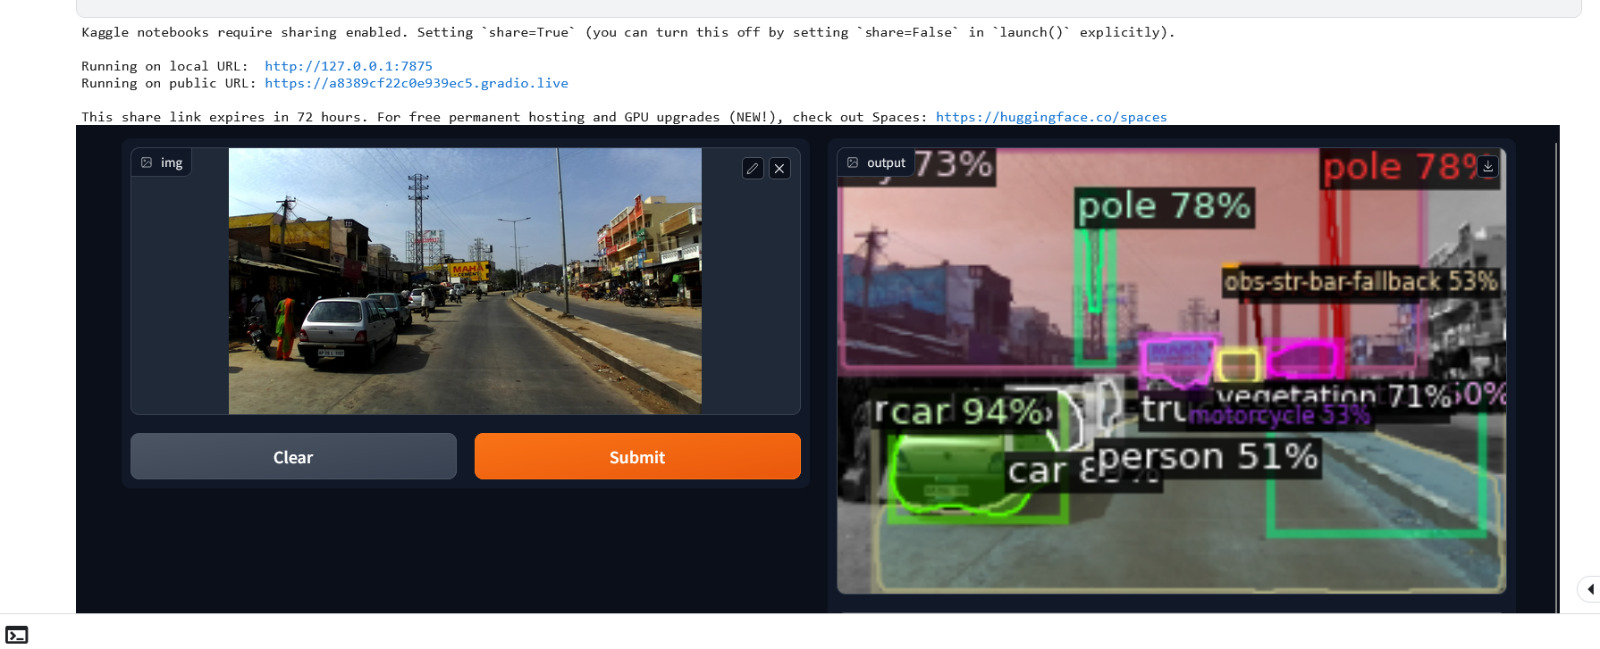 Kaggle notebooks require sharing enabled. Setting `share=True` (you can turn this off by setting `share=False` in `launch()` explicitly).
Running on local URL:  http://127.0.0.1:7875
Running on public URL: https://a8389cf22c0e939ec5.gradio.live
This share link expires in 72 hours. For free permanent hosting and GPU upgrades (NEW!), check out Spaces: https://huggingface.co/spaces
img
MAHA
Clear
Submit
output
73%
pole 78%
pole 78%
obs-str-bar-fallback 53%
MAHA
car 94%
vegetation 71%
motorcycle 53%
car
person 51%